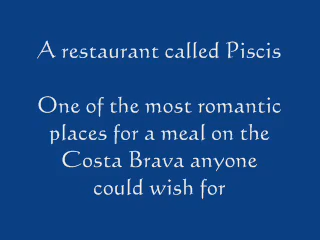 A restaurant called Piscis
One of the most romantic
places for a meal on the
Costa Brava anyone
could wish for